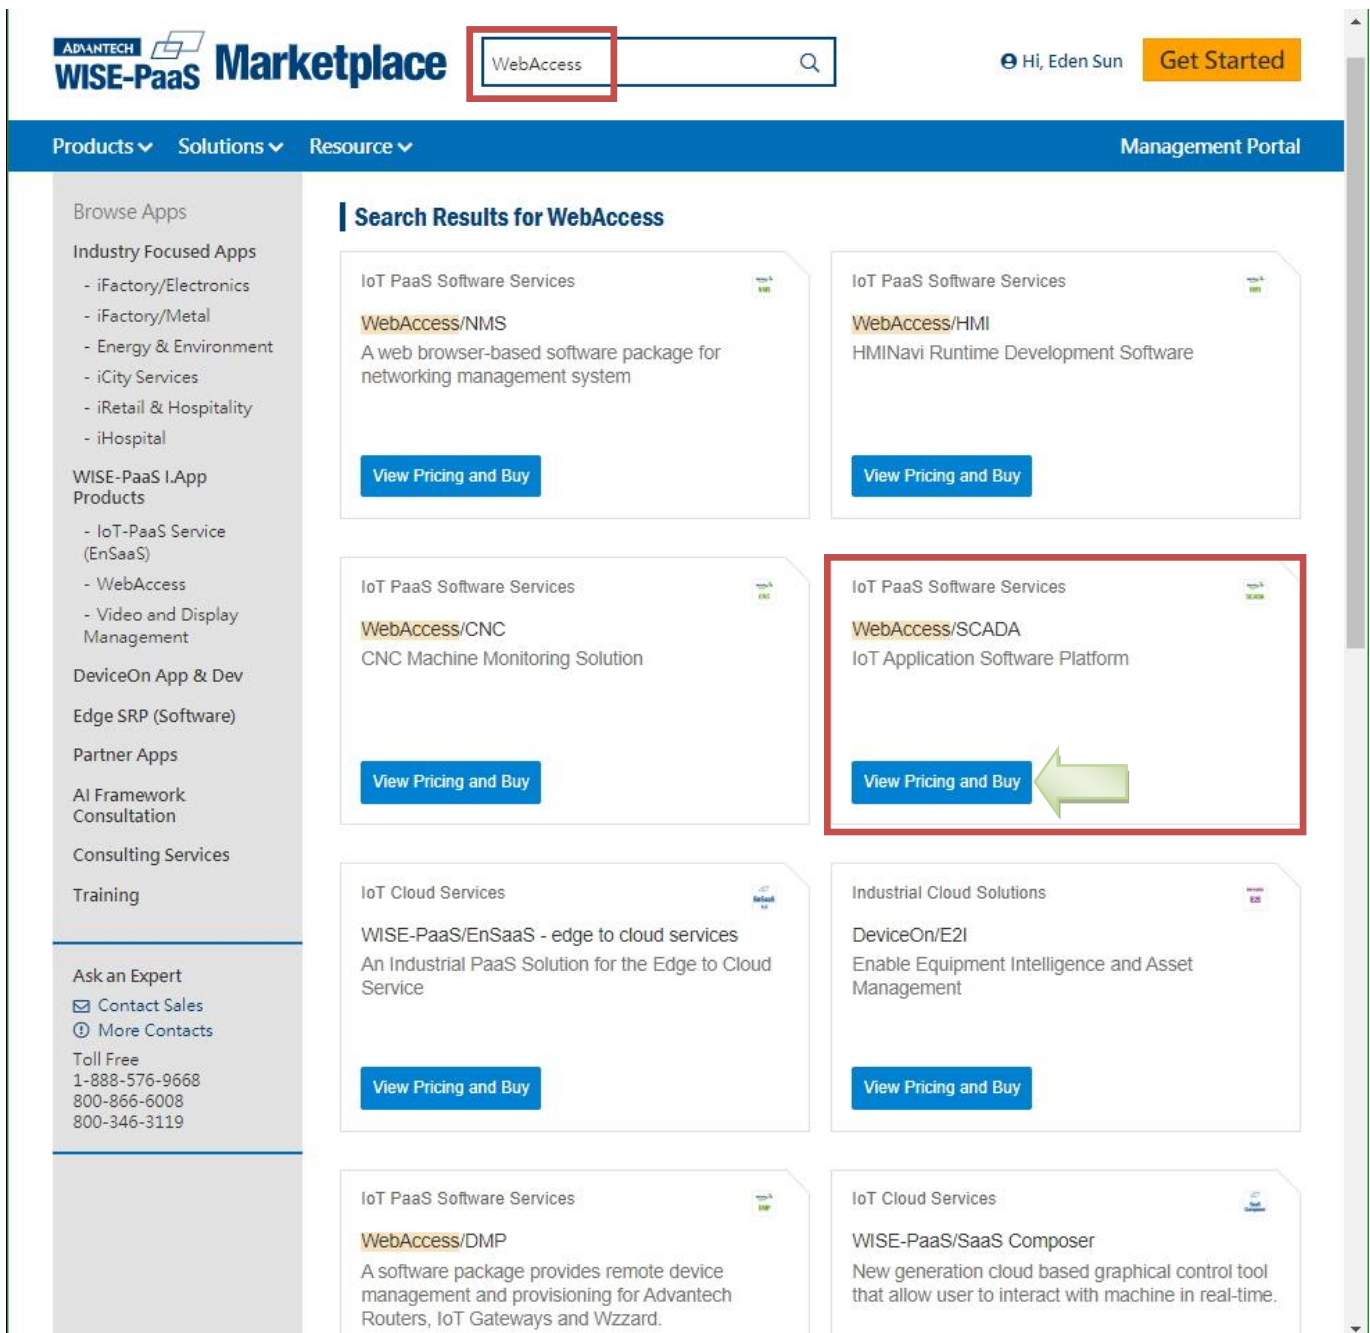 ADVANTECH
WISE-PaaS Marketplace
WebAccess
Hi, Eden Sun
Get Started
Products
Solutions
Resource
Management Portal
Browse Apps
Industry Focused Apps
- iFactory/Electronics
- iFactory/Metal
- Energy & Environment
- iCity Services
- iRetail & Hospitality
- iHospital
WISE-PaaS I.App
Products
- IoT-PaaS Service
(EnSaaS)
- WebAccess
- Video and Display
Management
DeviceOn App & Dev
Edge SRP (Software)
Partner Apps
AI Framework
Consultation
Consulting Services
Training
Ask an Expert
Contact Sales
More Contacts
Toll Free
1-888-576-9668
800-866-6008
800-346-3119
Search Results for WebAccess
IoT PaaS Software Services
WebAccess/NMS
A web browser-based software package for
networking management system
View Pricing and Buy
IoT PaaS Software Services
WebAccess/HMI
HMINavi Runtime Development Software
View Pricing and Buy
IoT PaaS Software Services
WebAccess/CNC
CNC Machine Monitoring Solution
View Pricing and Buy
IoT PaaS Software Services
SCADA
WebAccess/SCADA
IoT Application Software Platform
View Pricing and Buy
IoT Cloud Services
EnSaaS
WISE-PaaS/EnSaaS - edge to cloud services
An Industrial PaaS Solution for the Edge to Cloud
Service
View Pricing and Buy
Industrial Cloud Solutions
E2I
DeviceOn/E2I
Enable Equipment Intelligence and Asset
Management
View Pricing and Buy
IoT PaaS Software Services
WebAccess/DMP
A software package provides remote device
management and provisioning for Advantech
Routers, IoT Gateways and Wzzard.
IoT Cloud Services
WISE-PaaS/SaaS Composer
New generation cloud based graphical control tool
that allow user to interact with machine in real-time.